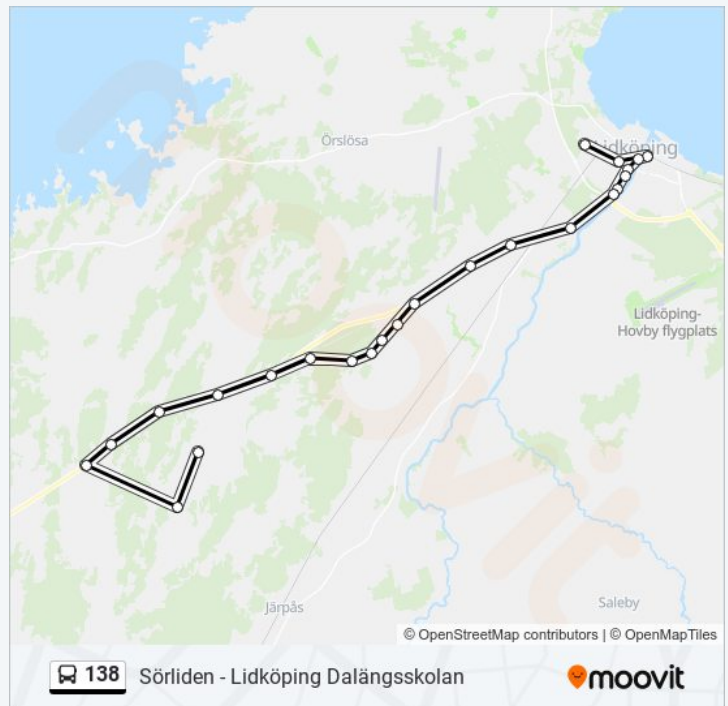 Örslösa
Lidköping
Lidköping-
Hovby flygplats
Järpås
Saleby
© OpenStreetMap contributors | © OpenMapTiles
138 Sörliden - Lidköping Dalängsskolan
moovit